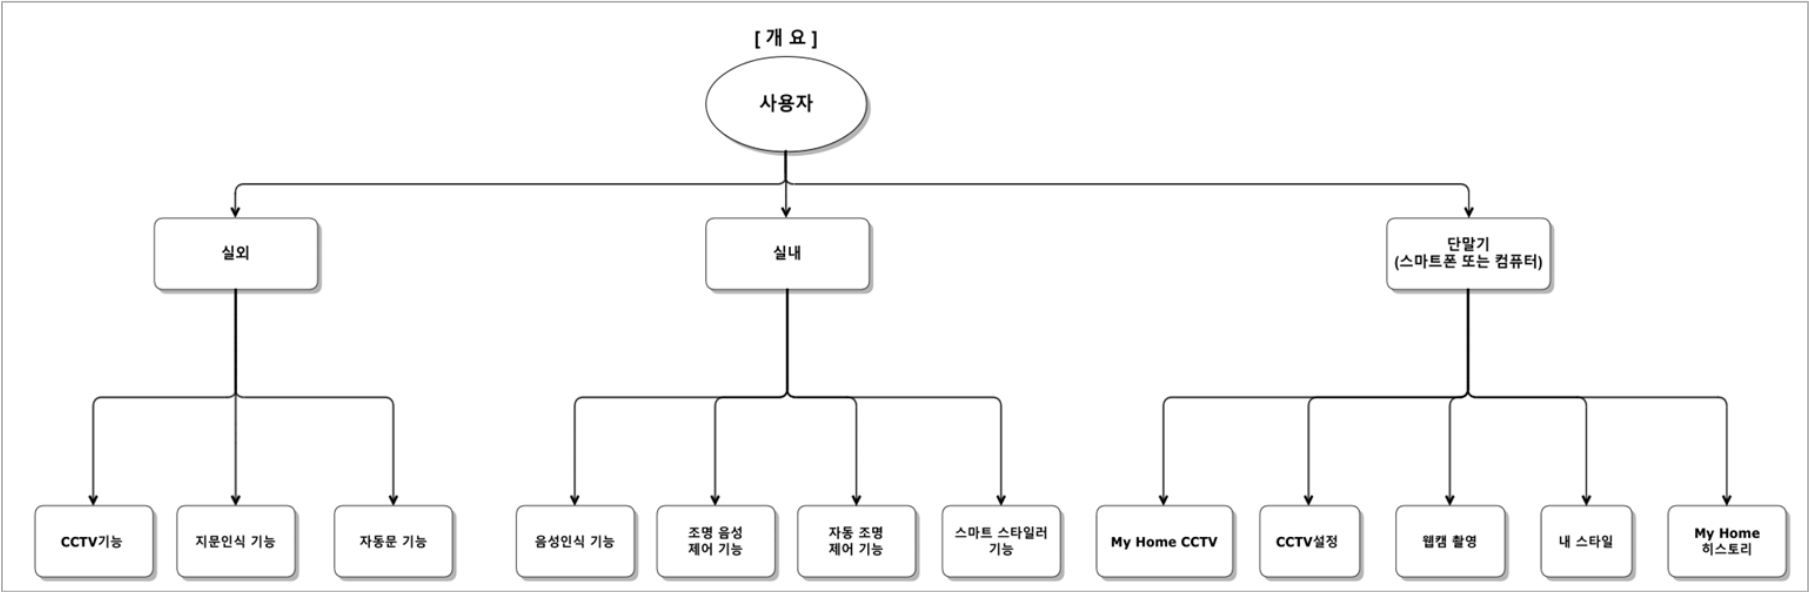 [ 개 요 ]
사용자
실외
실내
단말기
(스마트폰 또는 컴퓨터)
CCTV기능
지문인식 기능
자동문 기능
음성인식 기능
조명 음성
제어 기능
자동 조명
제어 기능
스마트 스타일러
기능
My Home CCTV
CCTV설정
웹캠 촬영
내 스타일
My Home
히스토리